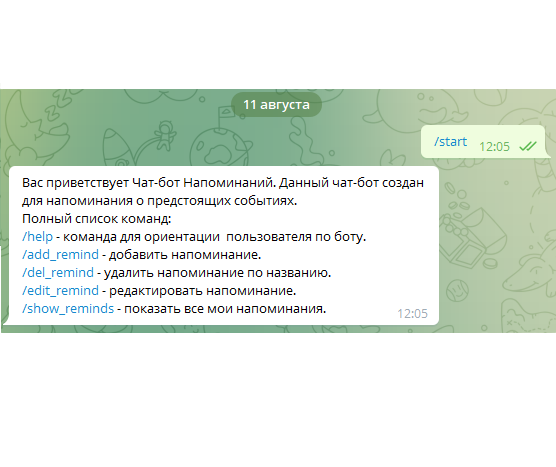 11 августа
/start 12:05
Вас приветствует Чат-бот Напоминаний. Данный чат-бот создан
для напоминания о предстоящих событиях.
Полный список команд:
/help - команда для ориентации пользователя по боту.
/add_remind - добавить напоминание.
/del_remind - удалить напоминание по названию.
/edit_remind - редактировать напоминание.
/show_reminds - показать все мои напоминания.
12:05